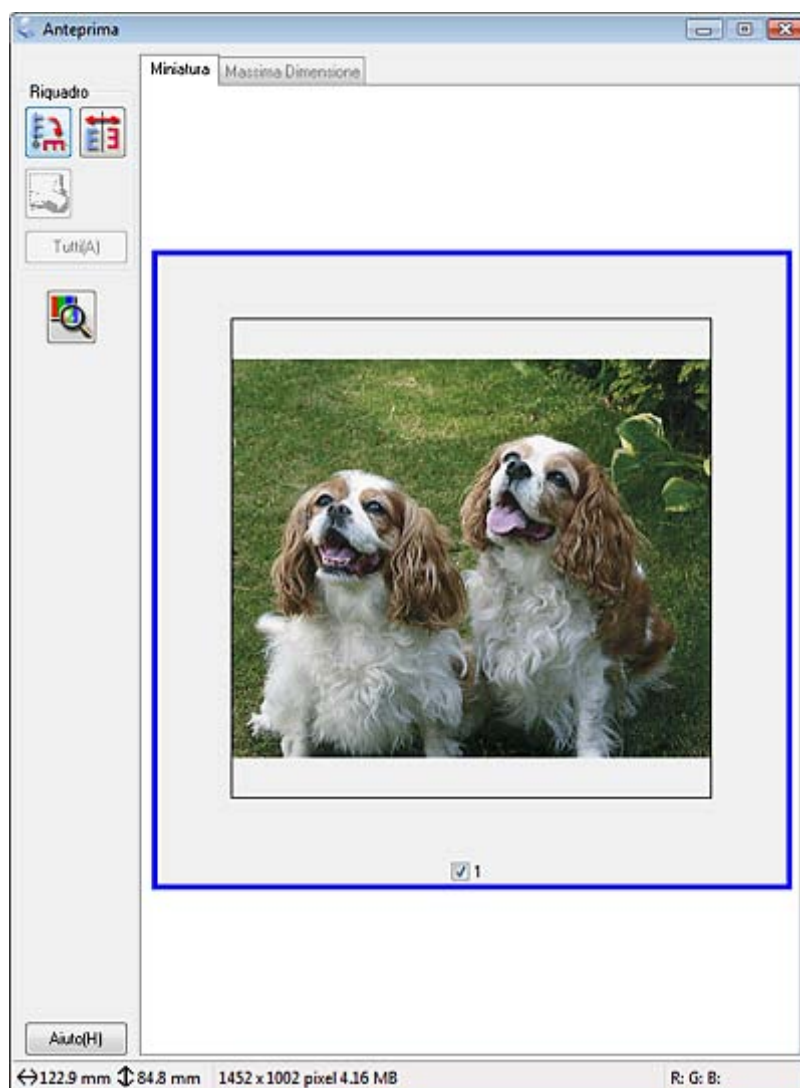 Anteprima
Miniatura Massima Dimensione
Riquadro
Tutti(A)
1
Aiuto(H)
122.9 mm 84.8 mm 1452 x 1002 pixel 4.16 MB R: G: B: